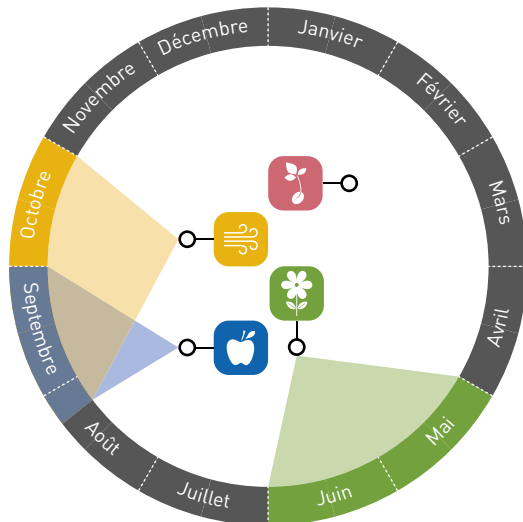 Janvier
Février
Mars
Avril
Mai
Juin
Juillet
Août
Septembre
Octobre
Novembre
Décembre